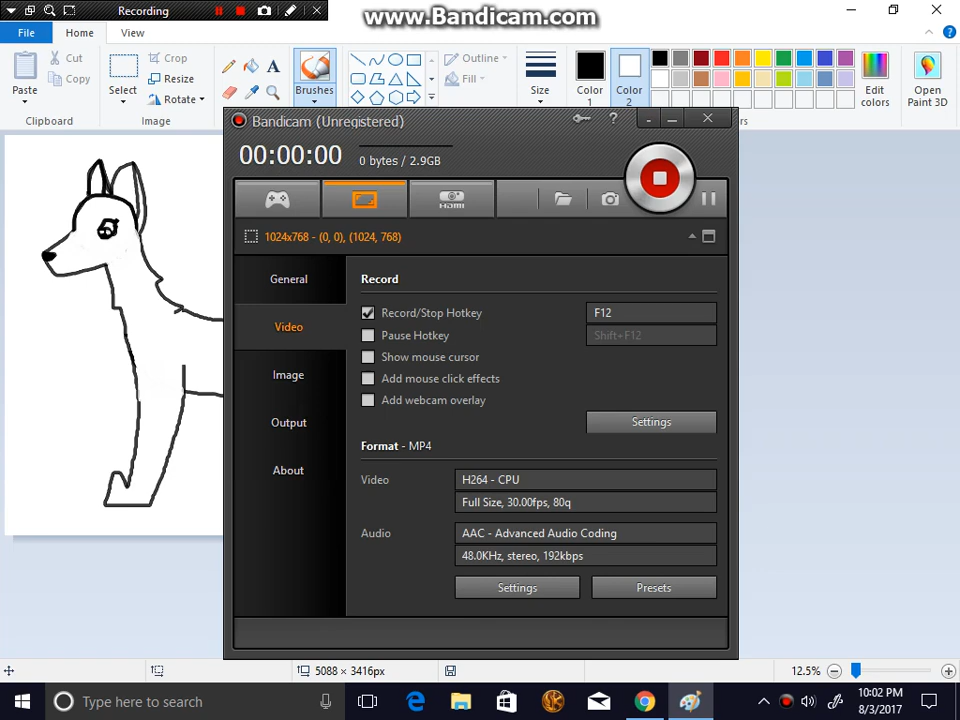 Recording
www.Bandicam.com
File Home View
Paste
Cut
Copy
Clipboard
Select
Crop
Resize
Rotate
Image
Brushes
Outline
Fill
Size
Color 1
Color 2
Edit colors
Open Paint 3D
rs
Bandicam (Unregistered)
00:00:00
0 bytes / 2.9GB
HDMI
1024x768 - (0, 0), (1024, 768)
General
Video
Image
Output
About
Record
Record/Stop Hotkey F12
Pause Hotkey Shift+F12
Show mouse cursor
Add mouse click effects
Add webcam overlay
Settings
Format - MP4
Video H264 - CPU
Full Size, 30.00fps, 80q
Audio AAC - Advanced Audio Coding
48.0KHz, stereo, 192kbps
Settings Presets
5088 × 3416px
12.5%
Type here to search
10:02 PM
8/3/2017